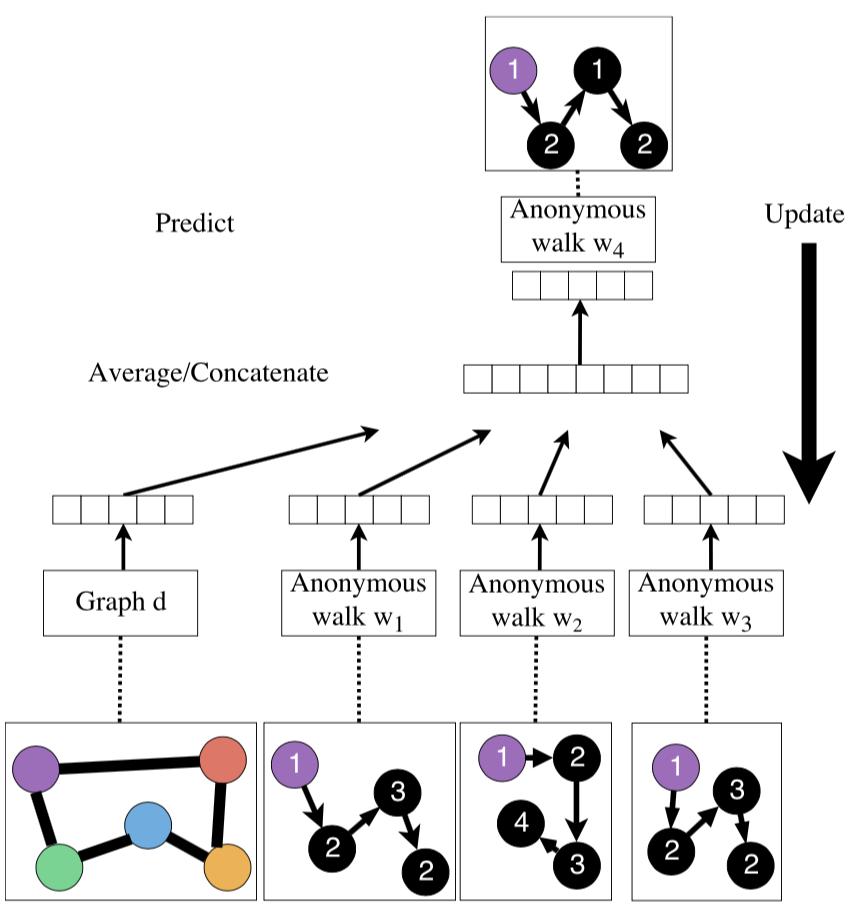 1
1
2
2
Anonymous
walk w4
Predict
Update
Average/Concatenate
Graph d
Anonymous
walk w1
Anonymous
walk w2
Anonymous
walk w3
1
3
2
2
1
2
4
3
1
3
2
2